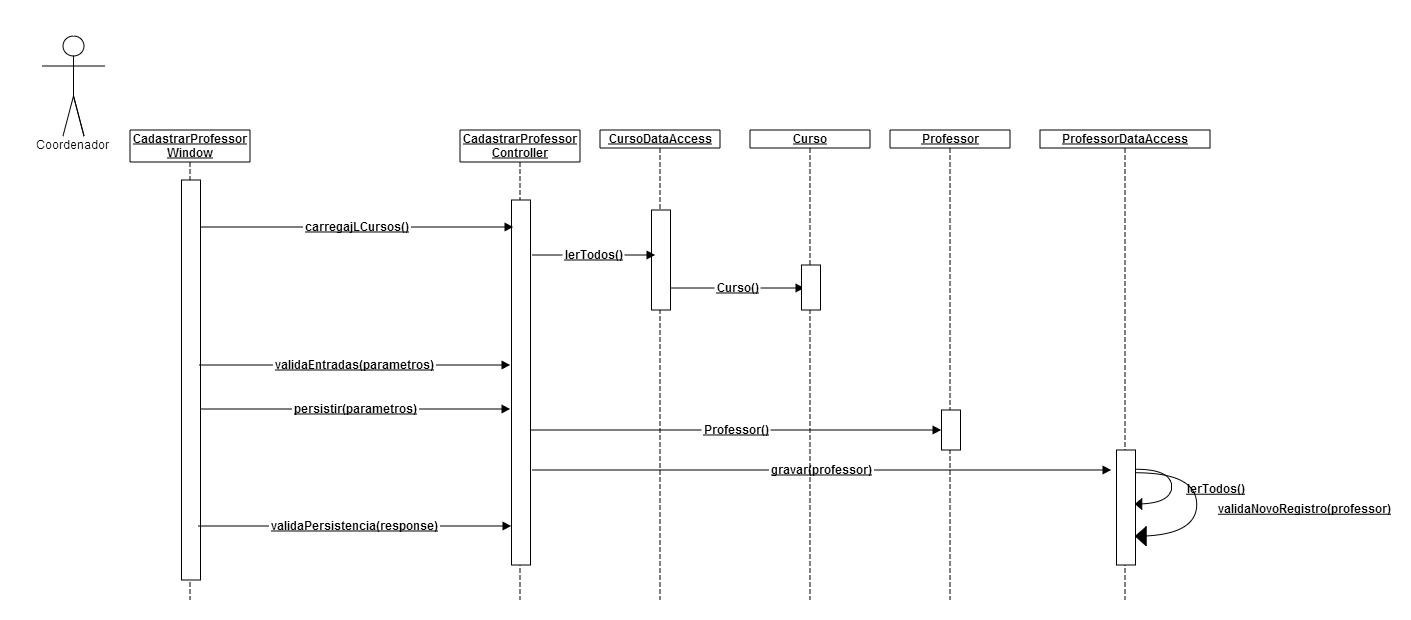 Coordenador
CadastrarProfessor
Window
CadastrarProfessor
Controller
CursoDataAccess
Curso
Professor
ProfessorDataAccess
carregajLCursos()
lerTodos()
Curso()
validaEntradas(parametros)
persistir(parametros)
Professor()
gravar(professor)
lerTodos()
validaNovoRegistro(professor)
validaPersistencia(response)